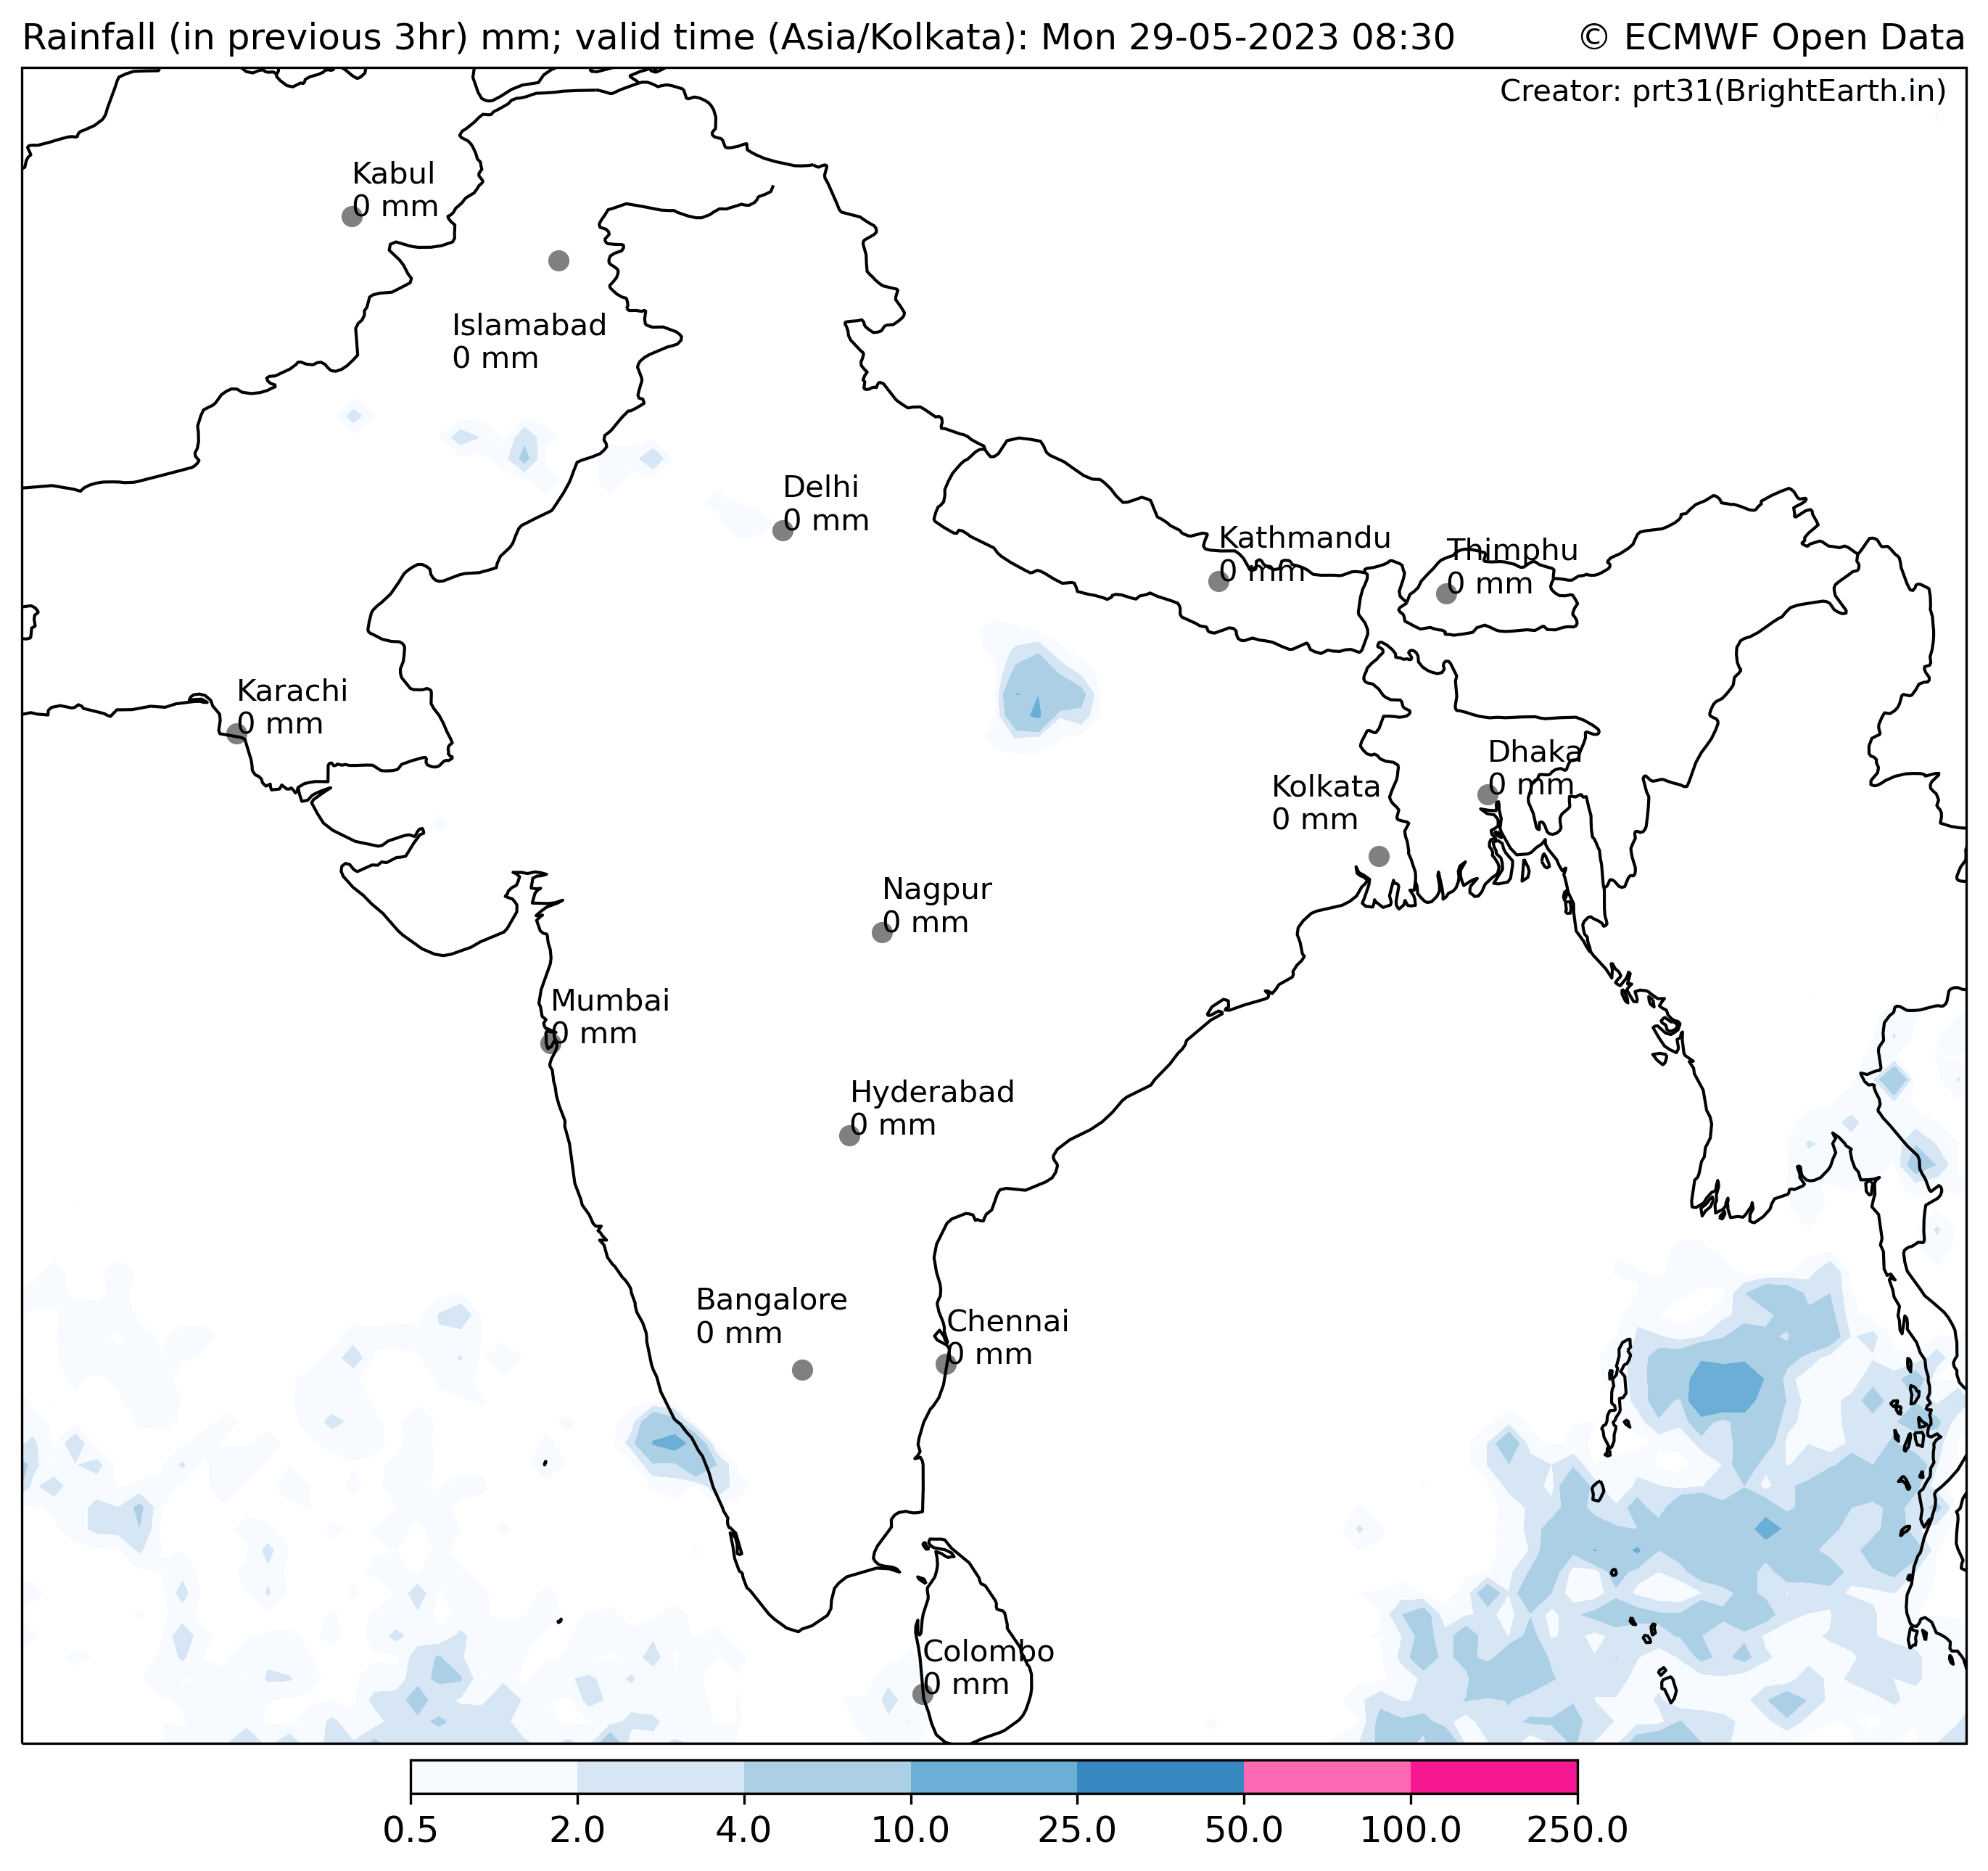 Rainfall (in previous 3hr) mm; valid time (Asia/Kolkata): Mon 29-05-2023 08:30
© ECMWF Open Data
Creator: prt31(BrightEarth.in)
Kabul
0 mm
Islamabad
0 mm
Delhi
0 mm
Kathmandu
0 mm
Thimphu
0 mm
Karachi
0 mm
Dhaka
0 mm
Kolkata
0 mm
Nagpur
0 mm
Mumbai
0 mm
Hyderabad
0 mm
Bangalore
0 mm
Chennai
0 mm
Colombo
0 mm
0.5 2.0 4.0 10.0 25.0 50.0 100.0 250.0